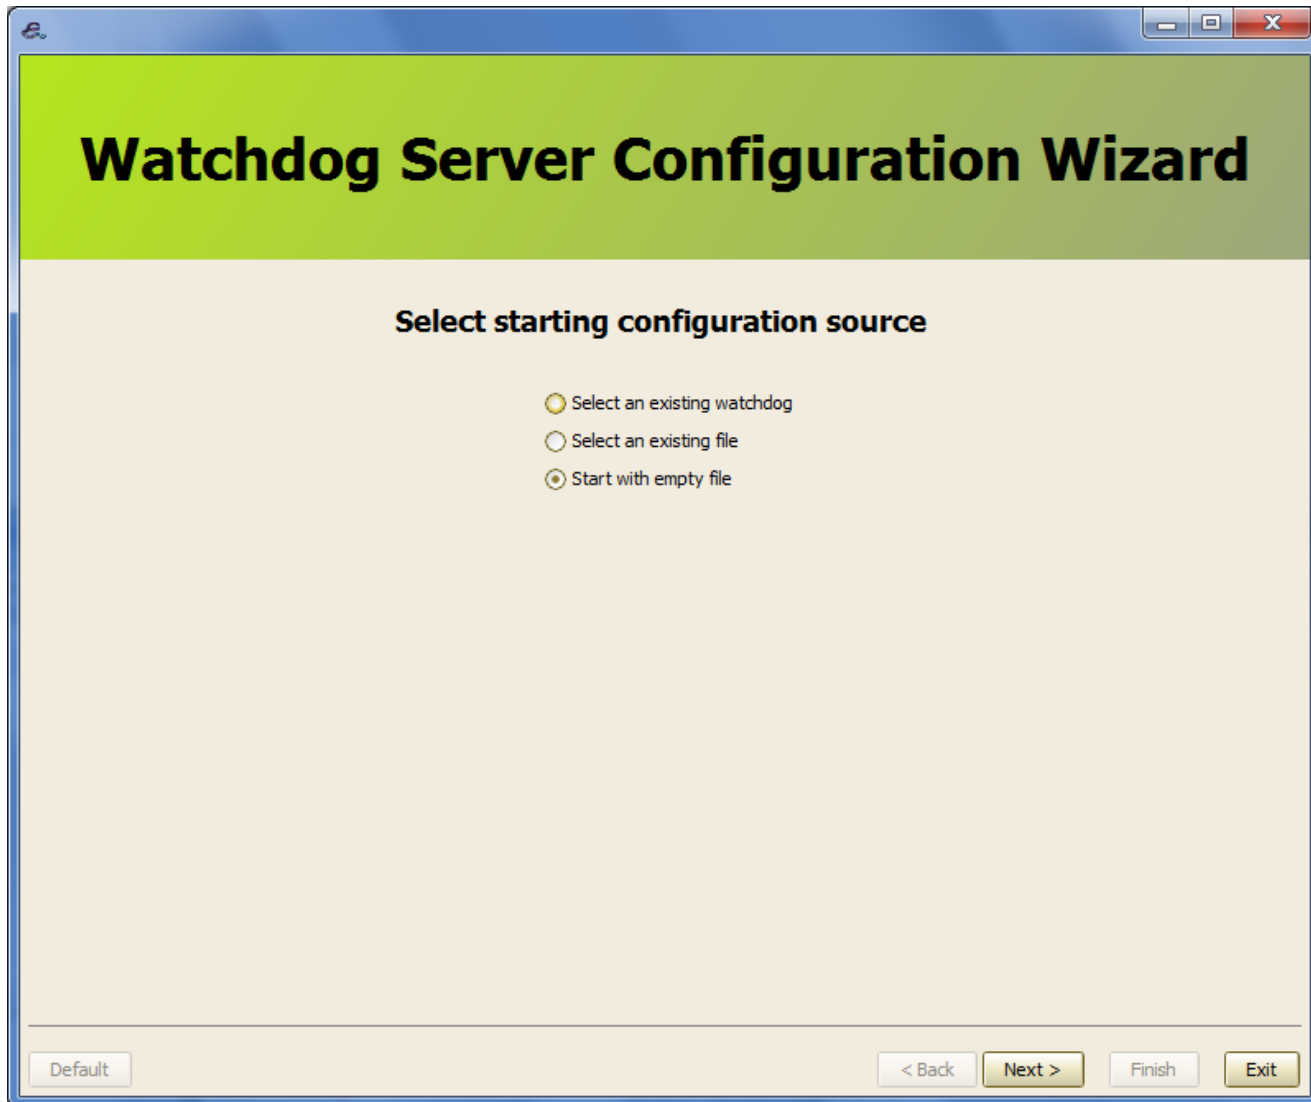 Watchdog Server Configuration Wizard
Select starting configuration source
Select an existing watchdog
Select an existing file
Start with empty file
Default < Back Next > Finish Exit